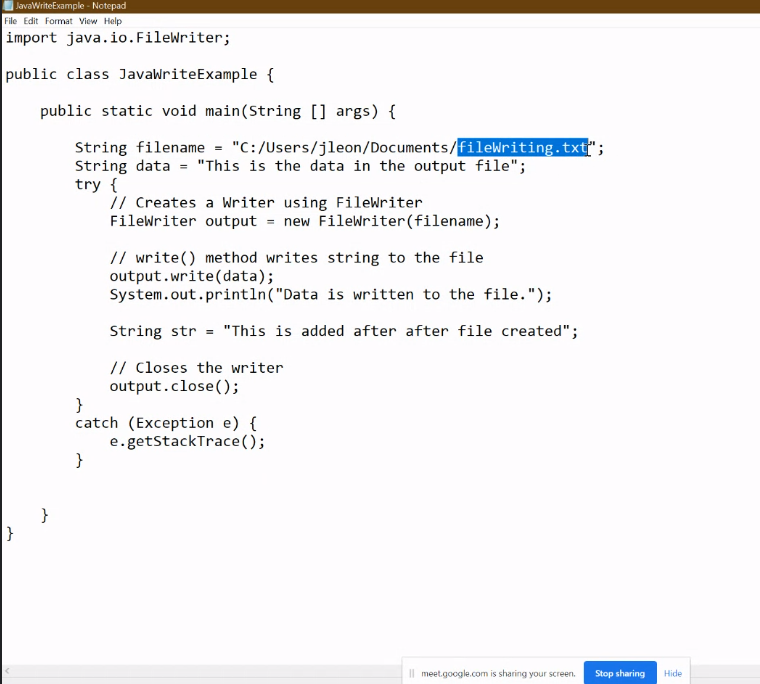 JavaWriteExample - Notepad
File Edit Format View Help
import java.io.FileWriter;
public class JavaWriteExample {
public static void main(String [] args) {
String filename = "C:/Users/jleon/Documents/fileWriting.txt";
String data = "This is the data in the output file";
try {
// Creates a Writer using FileWriter
FileWriter output = new FileWriter(filename);
// write() method writes string to the file
output.write(data);
System.out.println("Data is written to the file.");
String str = "This is added after after file created";
// Closes the writer
output.close();
}
catch (Exception e) {
e.getStackTrace();
}
}
}
meet.google.com is sharing your screen. Stop sharing Hide